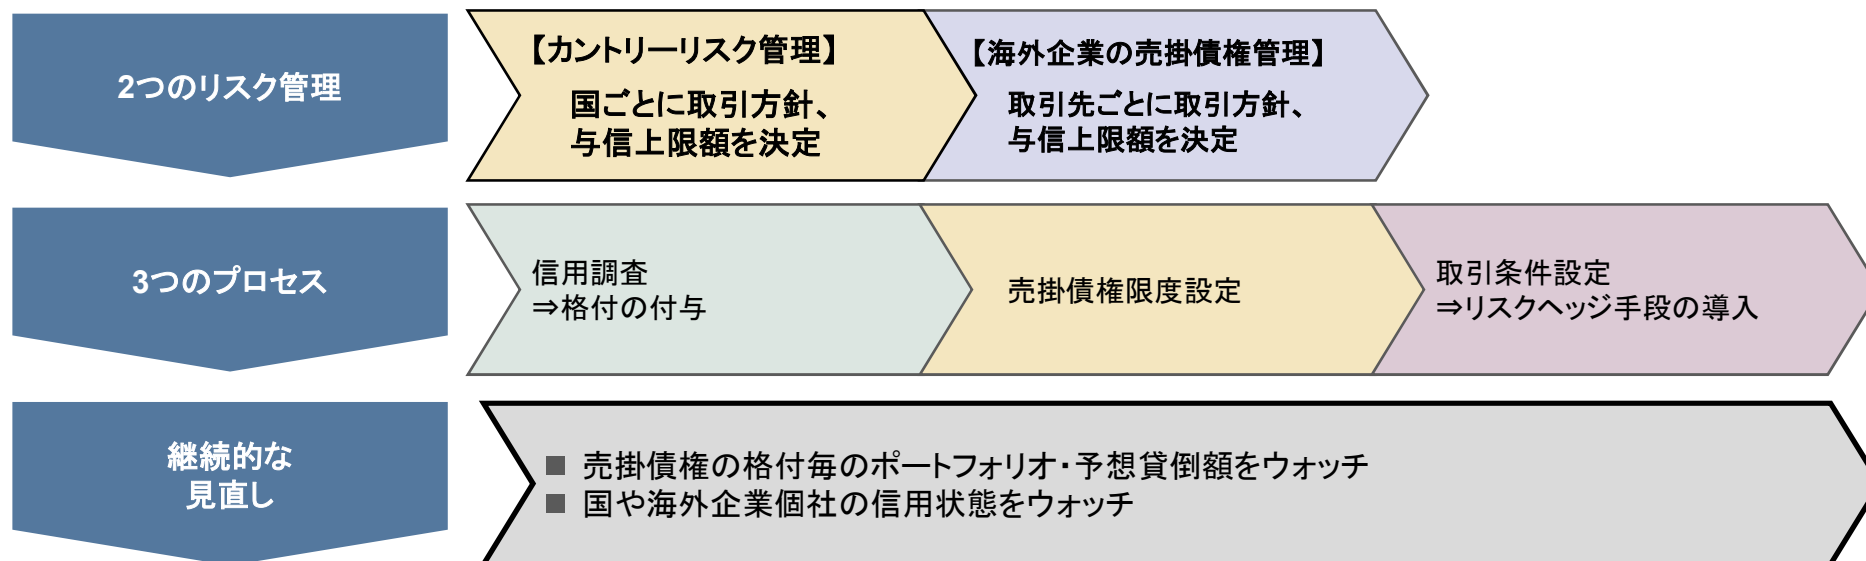 2つのリスク管理
【カントリーリスク管理】
国ごとに取引方針、
与信上限額を決定
【海外企業の売掛債権管理】
取引先ごとに取引方針、
与信上限額を決定
3つのプロセス
信用調査
⇒格付の付与
売掛債権限度設定
取引条件設定
⇒リスクヘッジ手段の導入
継続的な
見直し
■ 売掛債権の格付毎のポートフォリオ・予想貸倒額をウォッチ
■ 国や海外企業個社の信用状態をウォッチ